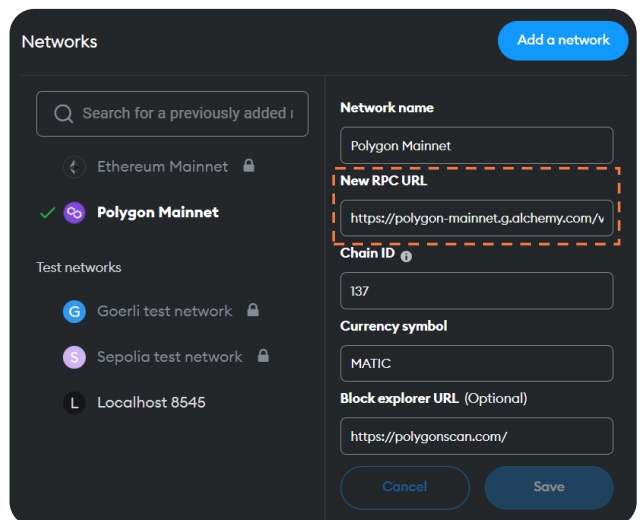 Networks
Add a network
Search for a previously added
Ethereum Mainnet
Polygon Mainnet
Test networks
G Goerli test network
S Sepolia test network
L Localhost 8545
Network name
Polygon Mainnet
New RPC URL
https://polygon-mainnet.g.alchemy.com/v
Chain ID
137
Currency symbol
MATIC
Block explorer URL (Optional)
https://polygonscan.com/
Cancel
Save